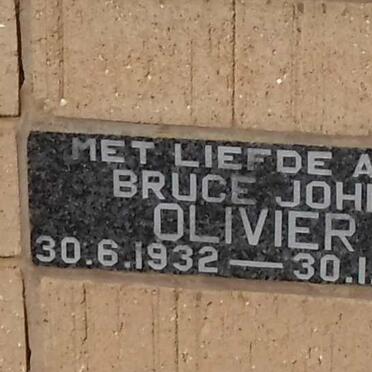 MET LIEFDE A
BRUCE JOH
OLIVIER
30.6.1932 — 30.1